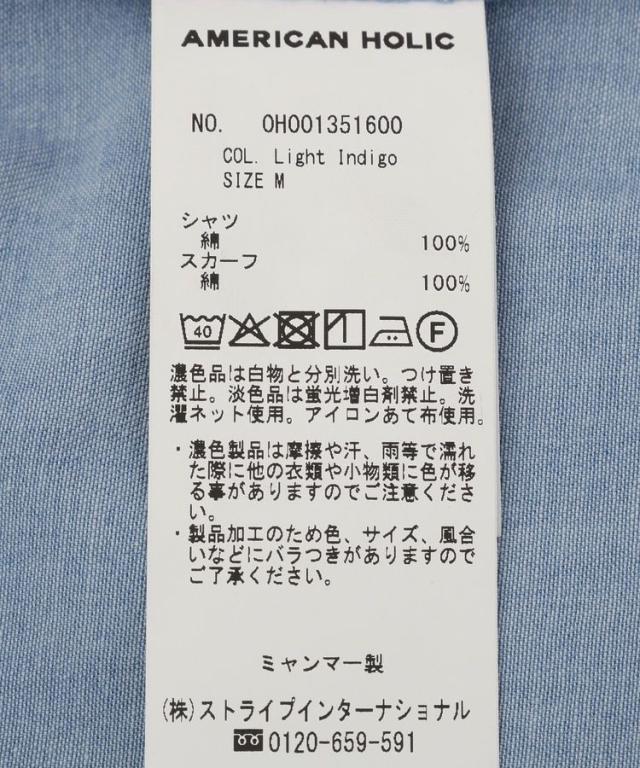 AMERICAN HOLIC
NO. OH001351600
COL. Light Indigo
SIZE M
シャツ
綿 100%
スカーフ
綿 100%
40 F
濃色品は白物と分別洗い。つけ置き
禁止。淡色品は蛍光増白剤禁止。洗
濯ネット使用。アイロンあて布使用。
・濃色製品は摩擦や汗、雨等で濡れ
た際に他の衣類や小物類に色が移
る事がありますのでご注意くださ
い。
・製品加工のため色、サイズ、風合
いなどにバラつきがありますので
ご了承ください。
ミャンマー製
(株)ストライプインターナショナル
0120-659-591